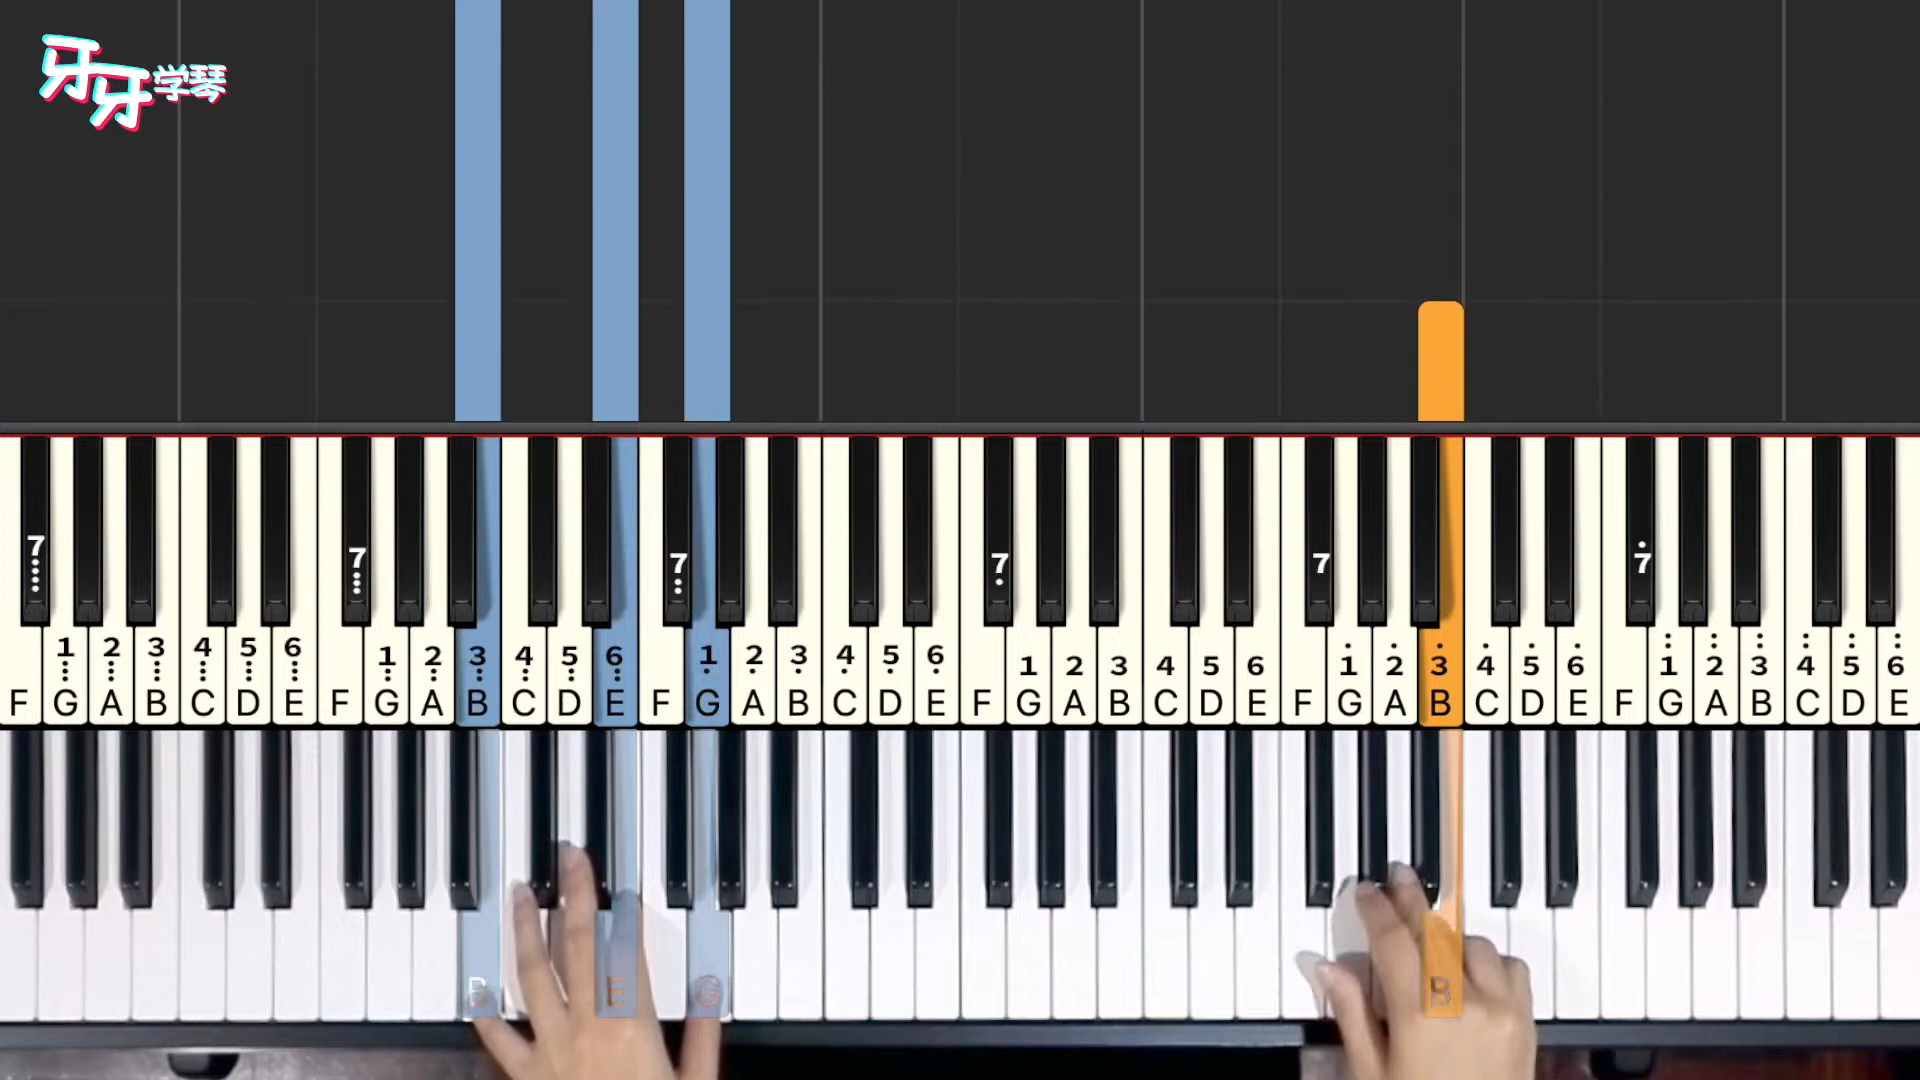 牙牙学琴
7 7 7 7 7 7
1 2 3 4 5 6 1 2 3 4 5 6 1 2 3 4 5 6 1 2 3 4 5 6 1 2 3 4 5 6 1 2 3 4 5 6
F G A B C D E F G A B C D E F G A B C D E F G A B C D E F G A B C D E F G A B C D E
B E G B